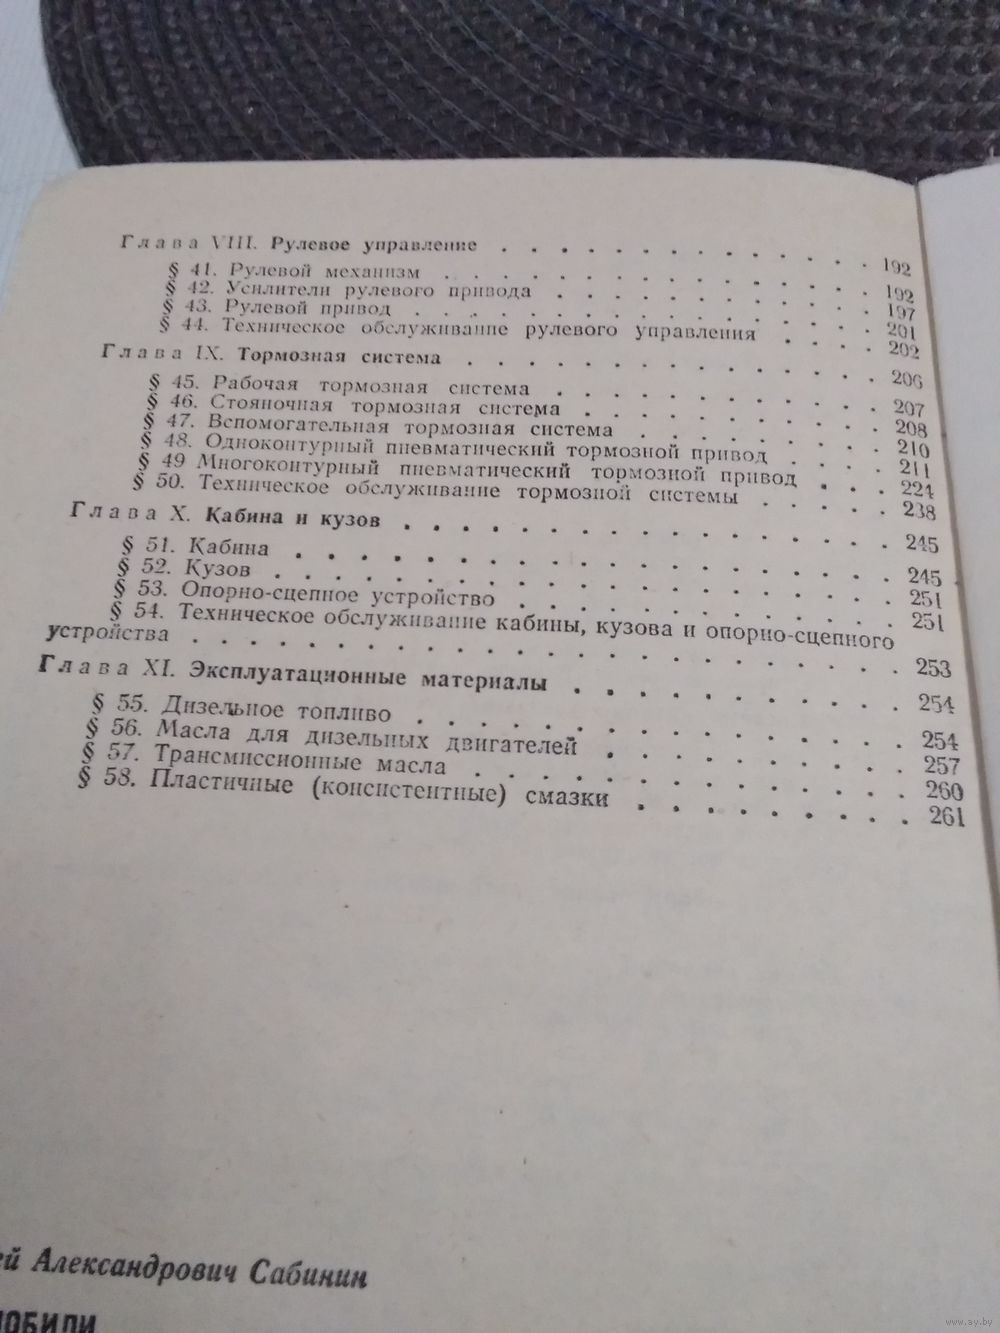 Глава VIII. Рулевое управление . . . . . . . . . . . . . 192
§ 41. Рулевой механизм . . . . . . . . . . . . . . 192
§ 42. Усилители рулевого привода . . . . . . . . . . . 197
§ 43. Рулевой привод . . . . . . . . . . . . . . . 201
§ 44. Техническое обслуживание рулевого управления . . . . 202
Глава IX. Тормозная система . . . . . . . . . . . . . . 206
§ 45. Рабочая тормозная система . . . . . . . . . . . 207
§ 46. Стояночная тормозная система . . . . . . . . . . 208
§ 47. Вспомогательная тормозная система . . . . . . . . 210
§ 48. Одноконтурный пневматический тормозной привод . . . . 211
§ 49 Многоконтурный пневматический тормозной привод . . . 224
§ 50. Техническое обслуживание тормозной системы . . . . . 238
Глава X. Кабина и кузов . . . . . . . . . . . . . . . . 245
§ 51. Кабина . . . . . . . . . . . . . . . . . . 245
§ 52. Кузов . . . . . . . . . . . . . . . . . . . 251
§ 53. Опорно-сцепное устройство . . . . . . . . . . . 251
§ 54. Техническое обслуживание кабины, кузова и опорно-сцепного
устройства . . . . . . . . . . . . . . . . . . . . . 253
Глава XI. Эксплуатационные материалы . . . . . . . . . . 254
§ 55. Дизельное топливо . . . . . . . . . . . . . . 254
§ 56. Масла для дизельных двигателей . . . . . . . . . 257
§ 57. Трансмиссионные масла . . . . . . . . . . . . 260
§ 58. Пластичные (консистентные) смазки . . . . . . . . 261
ей Александрович Сабинин
ОБИЛИ
www.ay.by